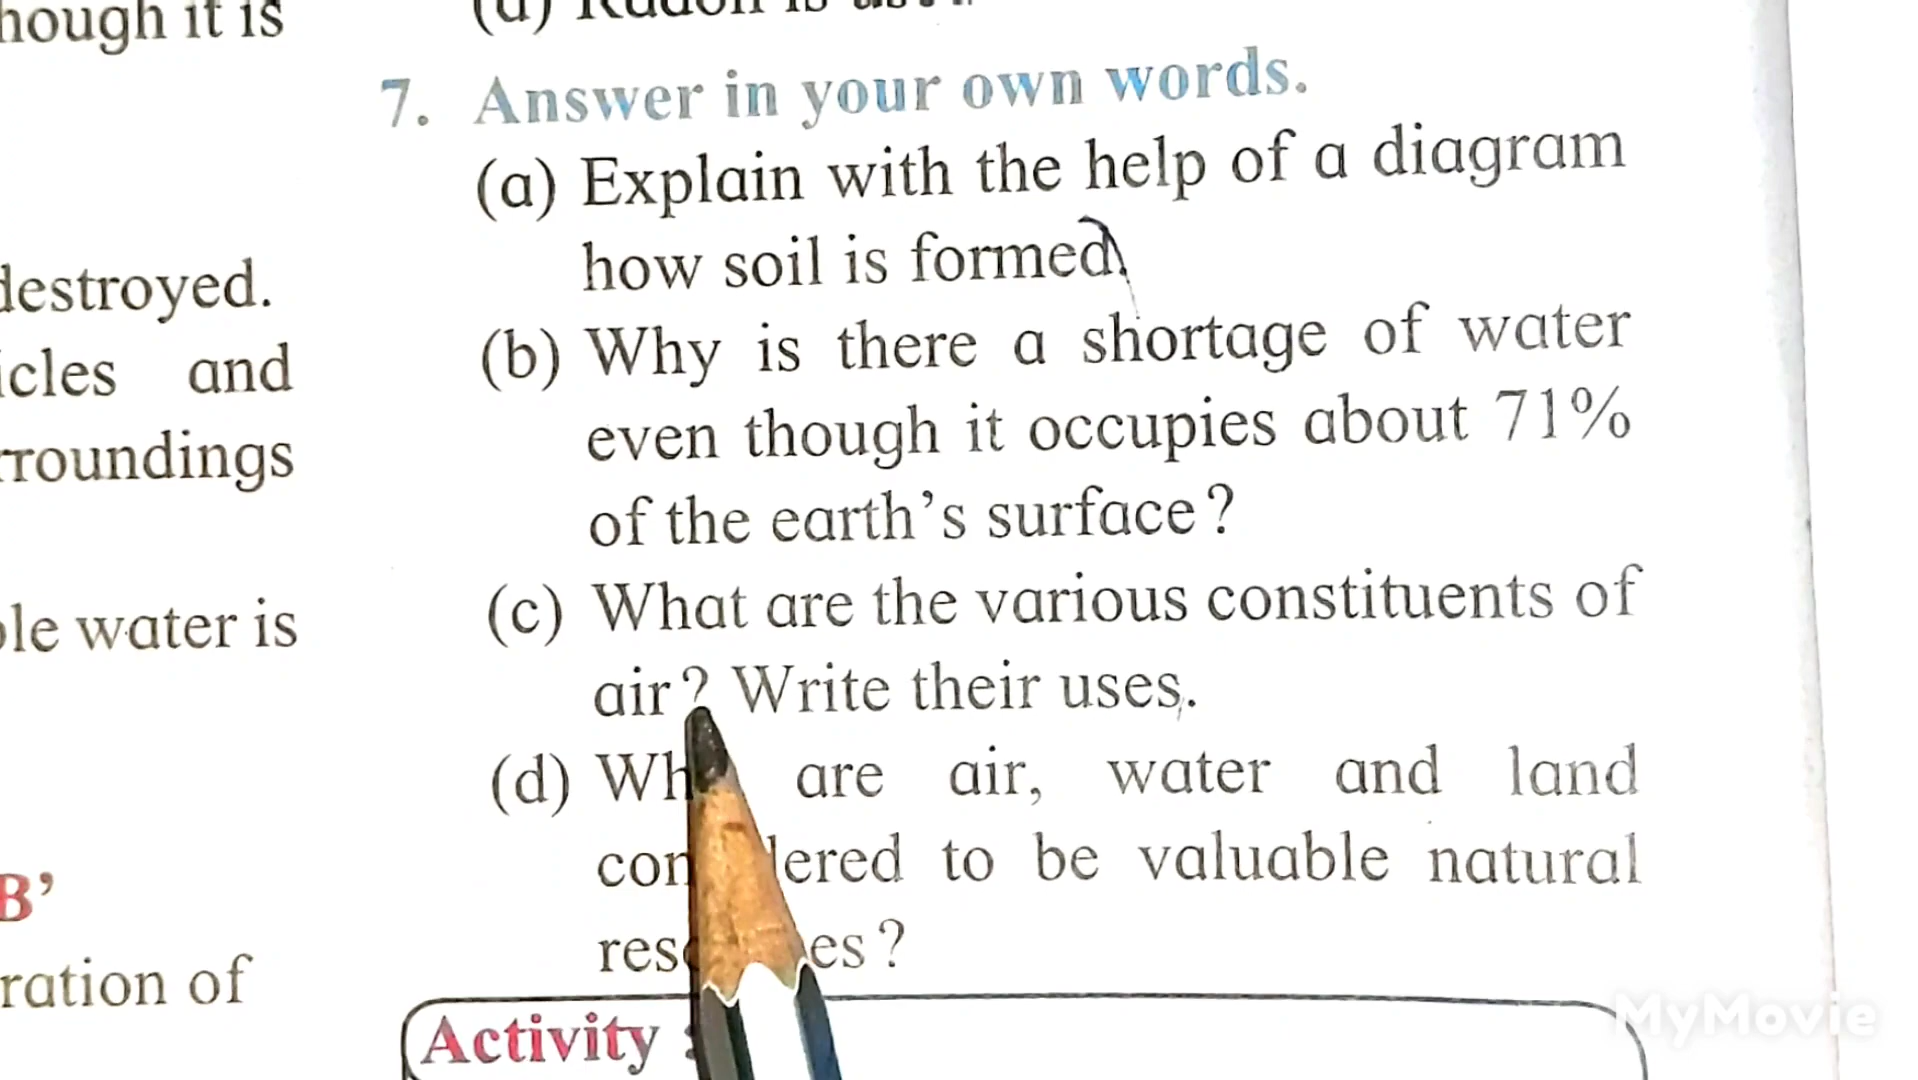 hough it is
7. Answer in your own words.
(a) Explain with the help of a diagram
how soil is formed.
destroyed.
(b) Why is there a shortage of water
icles and
even though it occupies about 71%
rroundings
of the earth's surface?
(c) What are the various constituents of
le water is
air? Write their uses.
(d) are air, water and land
to be valuable natural
B'
ration of
Activity :
MyMovie